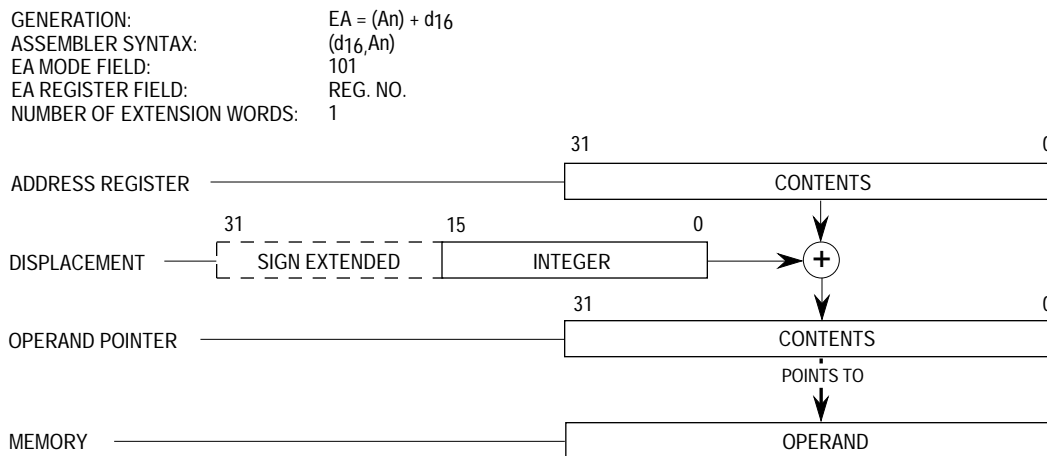 GENERATION: EA = (An) + d16
ASSEMBLER SYNTAX: (d16,An)
EA MODE FIELD: 101
EA REGISTER FIELD: REG. NO.
NUMBER OF EXTENSION WORDS: 1
31 0
ADDRESS REGISTER CONTENTS
31 15 0
DISPLACEMENT SIGN EXTENDED INTEGER +
31 0
OPERAND POINTER CONTENTS
POINTS TO
MEMORY OPERAND